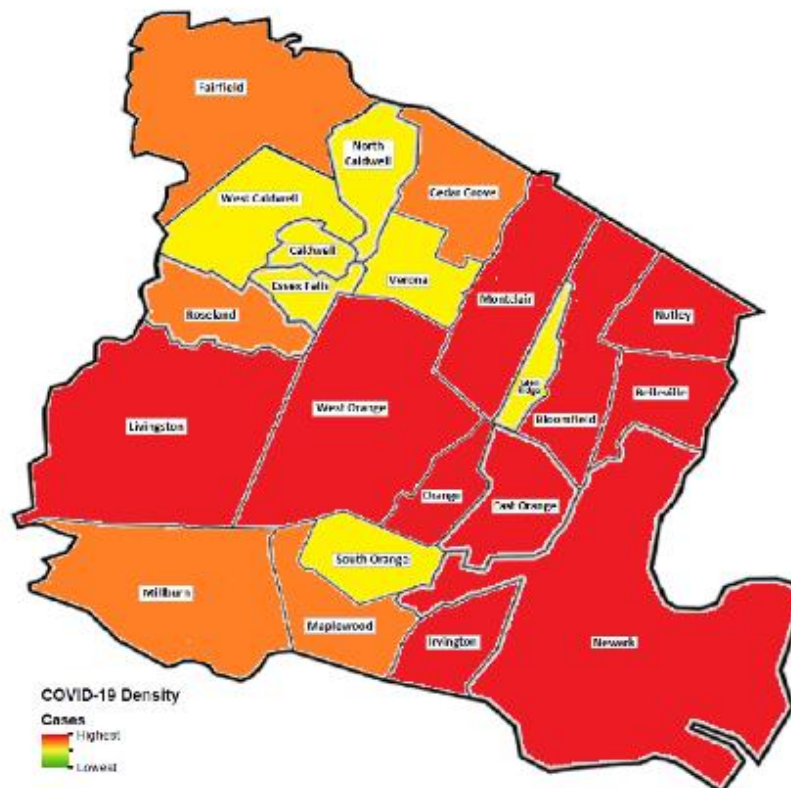 Fairfield
North
Caldwell
Cedar Grove
West Caldwell
Caldwell
Essex Falls
Verona
Roseland
Montclair
Nutley
Glen
Ridge
Belleville
Bloomfield
West Orange
Livingston
Orange
East Orange
South Orange
Millburn
Maplewood
Irvington
Newark
COVID-19 Density
Cases
Highest
Lowest